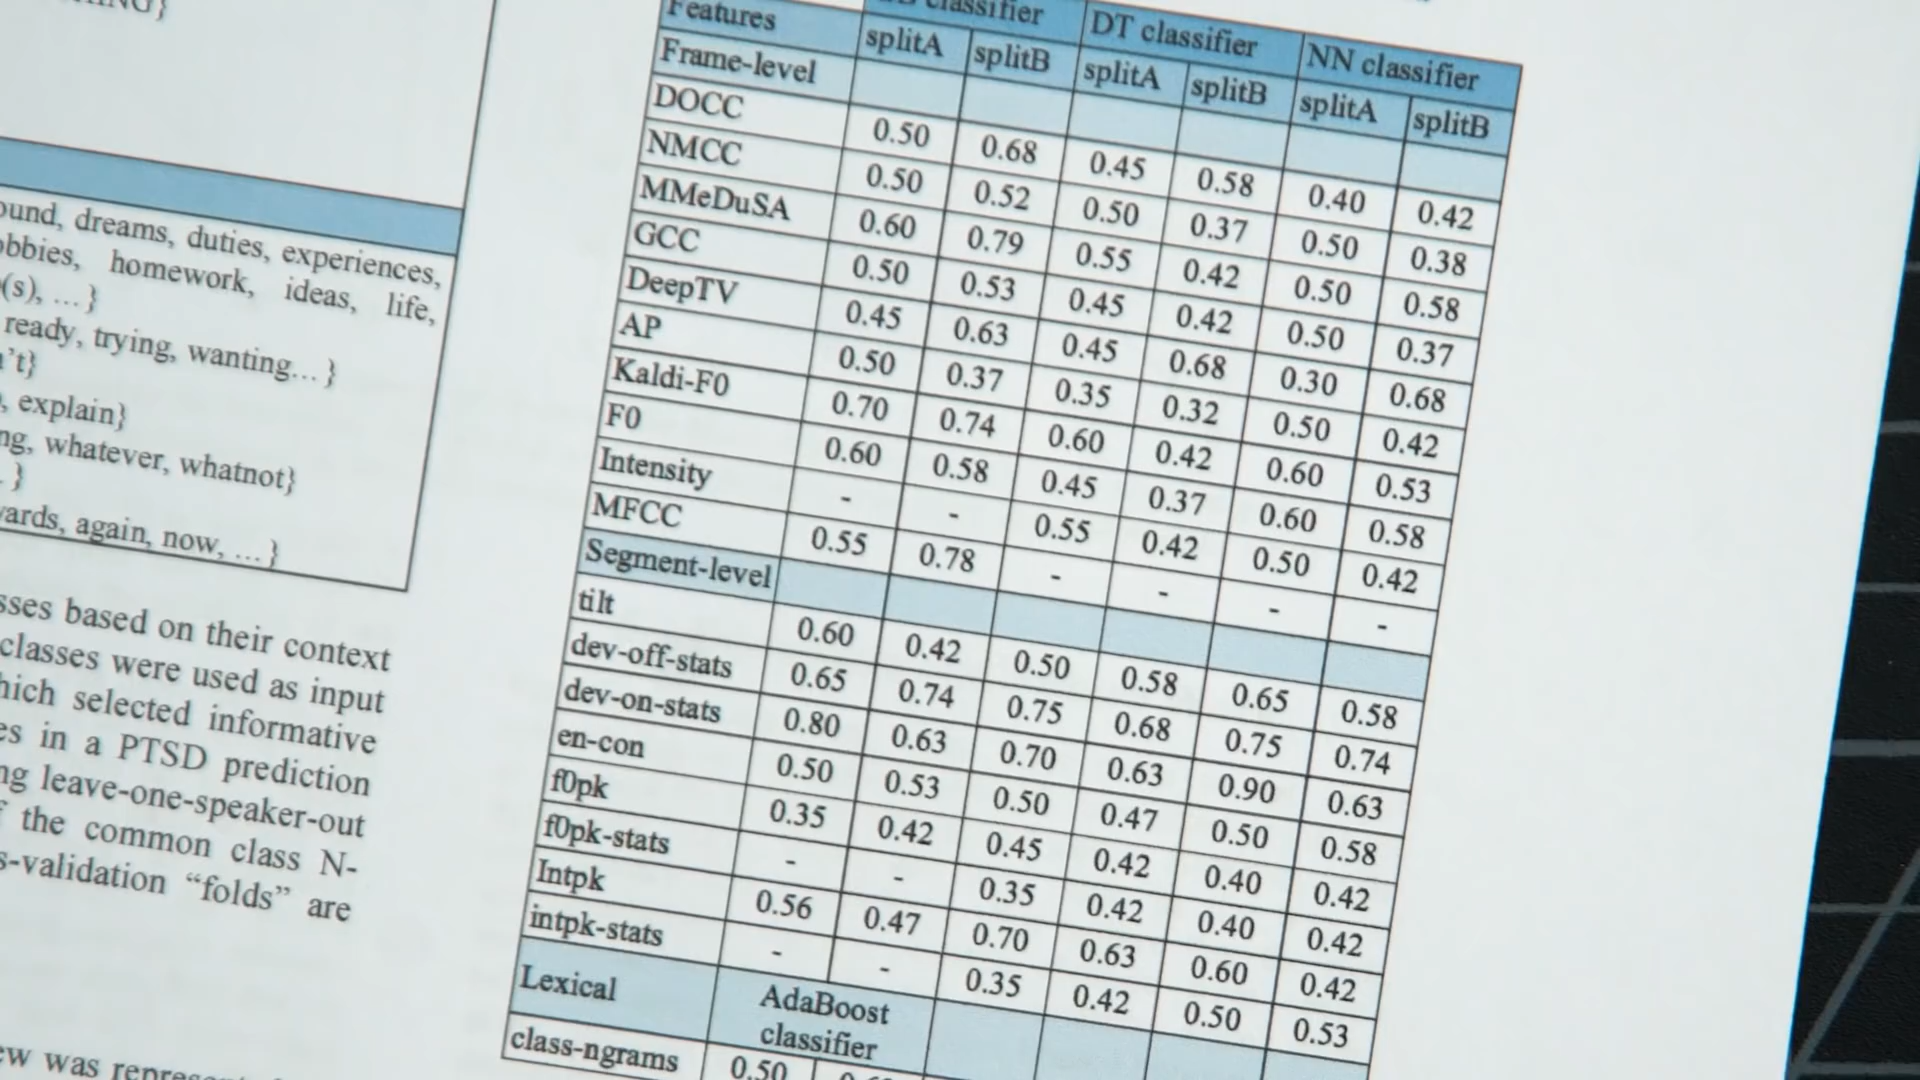 dreams, duties, experiences,
homework, ideas, life,
(s), ... }
ready, trying, wanting... }
't}
, explain}
whatever, whatnot}
}
again, now, ... }
based on their context
classes were used as input
selected informative
in a PTSD prediction
leave-one-speaker-out
the common class N-
-validation “folds” are
was
Features classifier DT classifier NN classifier
splitA splitB splitA splitB splitA splitB
Frame-level
DOCC 0.50 0.68 0.45 0.58 0.40 0.42
NMCC 0.50 0.52 0.50 0.37 0.50 0.38
MMeDuSA 0.60 0.79 0.55 0.42 0.50 0.58
GCC 0.50 0.53 0.45 0.42 0.50 0.37
DeepTV 0.45 0.63 0.45 0.68 0.30 0.68
AP 0.50 0.37 0.35 0.32 0.50 0.42
Kaldi-F0 0.70 0.74 0.60 0.42 0.60 0.53
F0 0.60 0.58 0.45 0.37 0.60 0.58
Intensity - - 0.55 0.42 0.50 0.42
MFCC 0.55 0.78 - - - -
Segment-level
tilt 0.60 0.42 0.50 0.58 0.65 0.58
dev-off-stats 0.65 0.74 0.75 0.68 0.75 0.74
dev-on-stats 0.80 0.63 0.70 0.63 0.90 0.63
en-con 0.50 0.53 0.50 0.47 0.50 0.58
f0pk 0.35 0.42 0.45 0.42 0.40 0.42
f0pk-stats - - 0.35 0.42 0.40 0.42
Intpk 0.56 0.47 0.70 0.63 0.60 0.42
intpk-stats - - 0.35 0.42 0.50 0.53
Lexical AdaBoost
classifier
class-ngrams 0.50